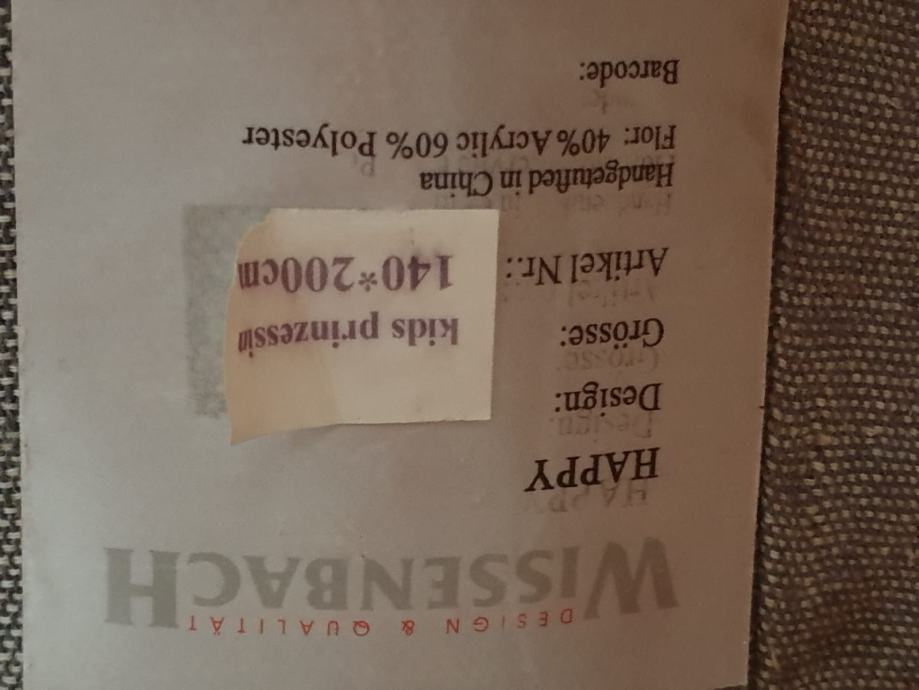 DESIGN & QUALITÄT
WISSENBACH
HAPPY
Design:
kids prinzessin
Grösse:
140*200cm
Artikel Nr.:
Handgetufted in China
Flor: 40% Acrylic 60% Polyester
Barcode: